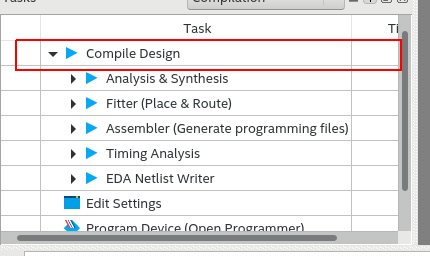 Tasks Compilation
Task Ti
Compile Design
Analysis & Synthesis
Fitter (Place & Route)
Assembler (Generate programming files)
Timing Analysis
EDA Netlist Writer
Edit Settings
Program Device (Open Programmer)